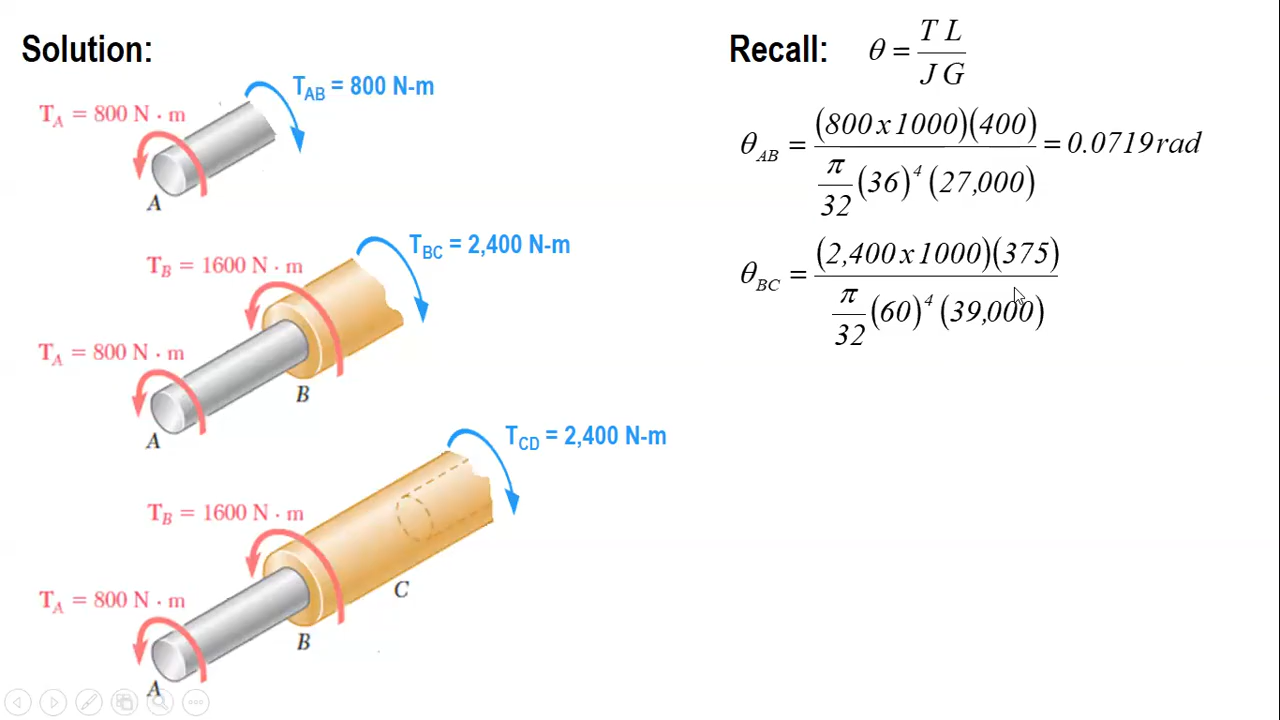 Solution:
T_AB = 800 N-m
T_A = 800 N · m
A
T_BC = 2,400 N-m
T_B = 1600 N · m
T_A = 800 N · m
B
A
T_CD = 2,400 N-m
T_B = 1600 N · m
C
T_A = 800 N · m
B
A
Recall: θ = T L / J G
θ_AB = (800 x 1000)(400) / π/32 (36)^4 (27,000) = 0.0719 rad
θ_BC = (2,400 x 1000)(375) / π/32 (60)^4 (39,000)